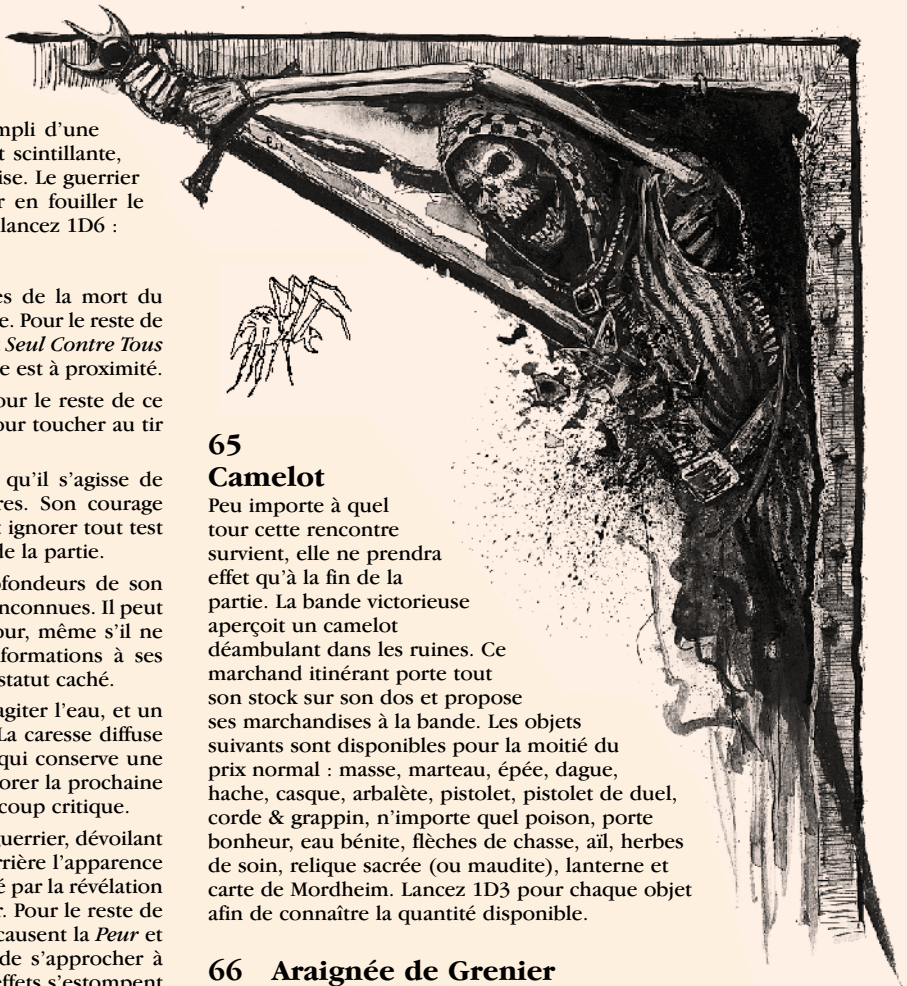 mpli d'une
t scintillante,
ise. Le guerrier
r en fouiller le
lancez 1D6 :
es de la mort du
e. Pour le reste de
Seul Contre Tous
e est à proximité.
our le reste de ce
our toucher au tir
qu'il s'agisse de
res. Son courage
t ignorer tout test
de la partie.
ofondeurs de son
nconnues. Il peut
our, même s'il ne
formations à ses
statut caché.
agiter l'eau, et un
La caresse diffuse
qui conserve une
orer la prochaine
coup critique.
guerrier, dévoilant
rrière l'apparence
é par la révélation
r. Pour le reste de
causent la Peur et
de s'approcher à
effets s'estompent
65
Camelot
Peu importe à quel
tour cette rencontre
survient, elle ne prendra
effet qu'à la fin de la
partie. La bande victorieuse
aperçoit un camelot
déambulant dans les ruines. Ce
marchand itinérant porte tout
son stock sur son dos et propose
ses marchandises à la bande. Les objets
suivants sont disponibles pour la moitié du
prix normal : masse, marteau, épée, dague,
hache, casque, arbalète, pistolet, pistolet de duel,
corde & grappin, n'importe quel poison, porte
bonheur, eau bénite, flèches de chasse, aïl, herbes
de soin, relique sacrée (ou maudite), lanterne et
carte de Mordheim. Lancez 1D3 pour chaque objet
afin de connaître la quantité disponible.
66 Araignée de Grenier